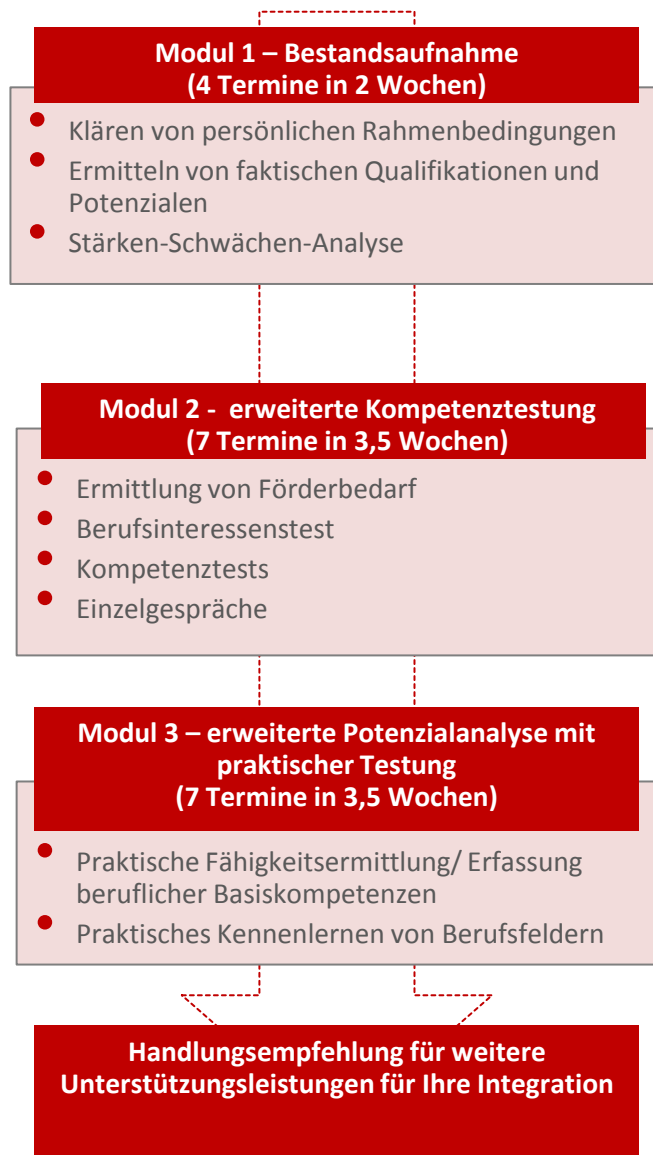 Modul 1 – Bestandsaufnahme
(4 Termine in 2 Wochen)
• Klären von persönlichen Rahmenbedingungen
• Ermitteln von faktischen Qualifikationen und
Potenzialen
• Stärken-Schwächen-Analyse
Modul 2 - erweiterte Kompetenztestung
(7 Termine in 3,5 Wochen)
• Ermittlung von Förderbedarf
• Berufsinteressenstest
• Kompetenztests
• Einzelgespräche
Modul 3 – erweiterte Potenzialanalyse mit
praktischer Testung
(7 Termine in 3,5 Wochen)
• Praktische Fähigkeitsermittlung/ Erfassung
beruflicher Basiskompetenzen
• Praktisches Kennenlernen von Berufsfeldern
Handlungsempfehlung für weitere
Unterstützungsleistungen für Ihre Integration